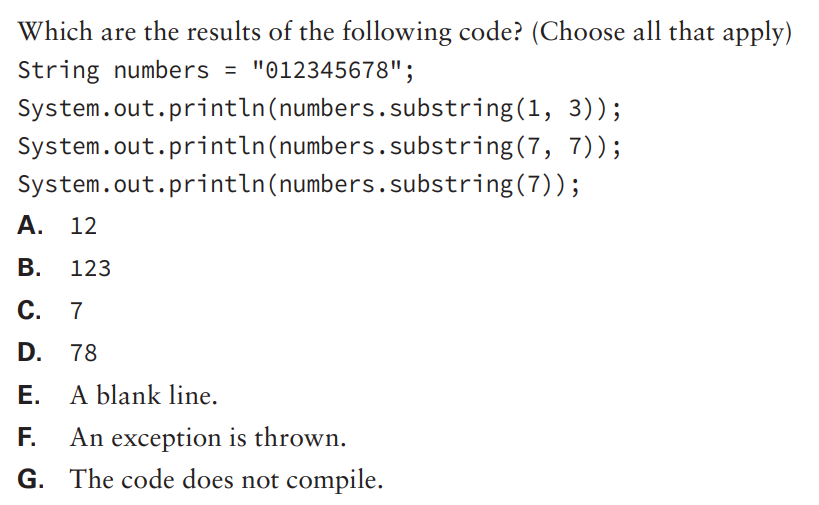 Which are the results of the following code? (Choose all that apply)
String numbers = "012345678";
System.out.println(numbers.substring(1, 3));
System.out.println(numbers.substring(7, 7));
System.out.println(numbers.substring(7));
A. 12
B. 123
C. 7
D. 78
E. A blank line.
F. An exception is thrown.
G. The code does not compile.